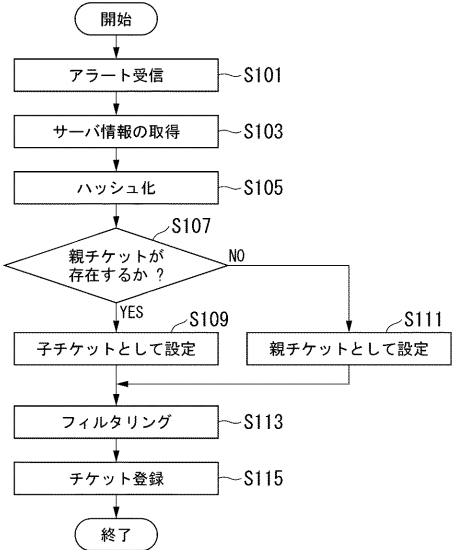 開始
アラート受信
S101
サーバ情報の取得
S103
ハッシュ化
S105
S107
親チケットが
存在するか ?
NO
YES
S109
子チケットとして設定
S111
親チケットとして設定
フィルタリング
S113
チケット登録
S115
終了